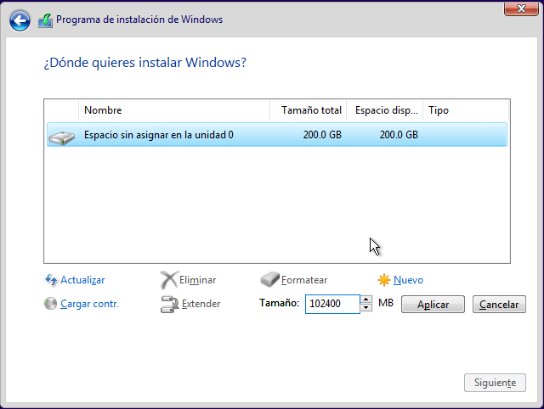 Programa de instalación de Windows
¿Dónde quieres instalar Windows?
Nombre Tamaño total Espacio disp... Tipo
Espacio sin asignar en la unidad 0 200.0 GB 200.0 GB
Actualizar Eliminar Formatear Nuevo
Cargar contr. Extender Tamaño: 102400 MB Aplicar Cancelar
Siguiente